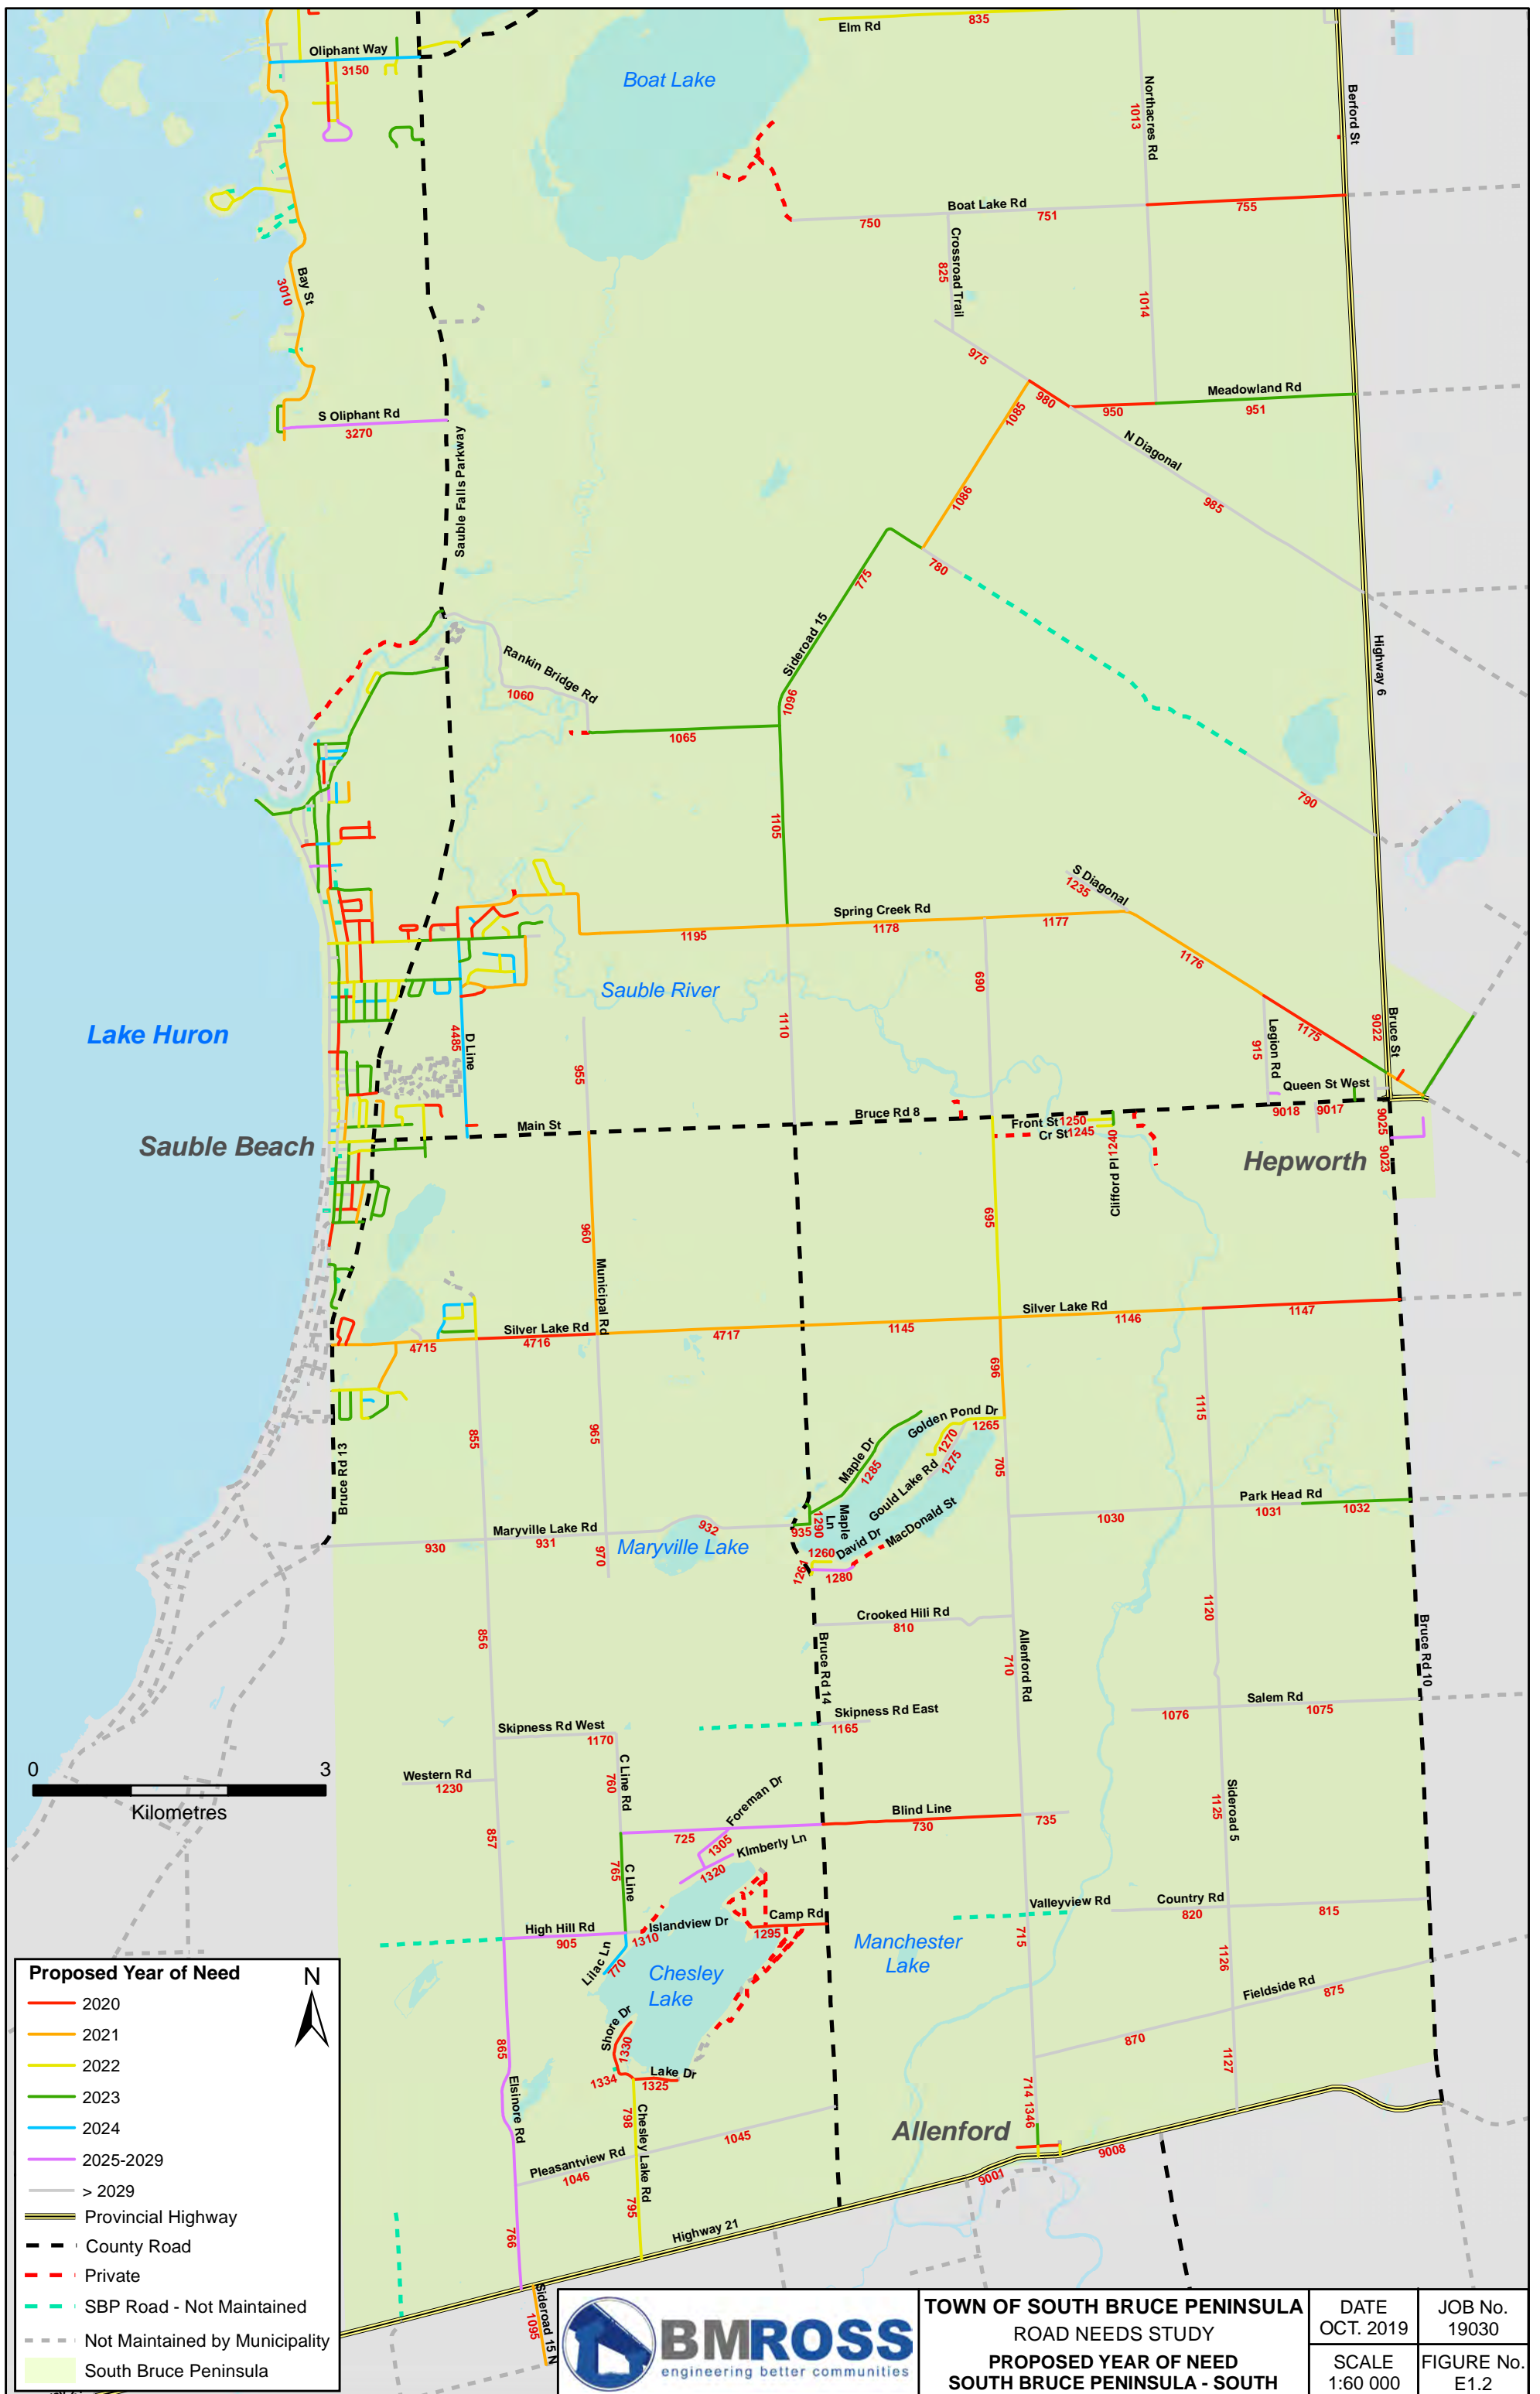 835
Elm Rd
Oliphant Way
3150
Boat Lake
Northacres Rd
1013
Berford St
Boat Lake Rd
750
751
755
Crossroad Trail
825
Bay St
3010
1014
975
Meadowland Rd
980
950
951
1085
S Oliphant Rd
3270
N Diagonal
985
Sauble Falls Parkway
1086
780
775
Sideroad 15
Highway 6
Rankin Bridge Rd
1060
1096
1065
790
1105
S Diagonal
1235
Spring Creek Rd
1195
1178
1177
1176
690
Sauble River
Lake Huron
4485
D Line
955
1110
Legion Rd
915
1175
9022
Bruce St
Queen St West
9018
9017
Bruce Rd 8
Main St
Front St
1250
Cr St
1245
Clifford Pl
1240
9025
9023
Sauble Beach
Hepworth
695
960
Municipal Rd
Silver Lake Rd
4715
4716
4717
1145
Silver Lake Rd
1146
1147
696
1115
Golden Pond Dr
1265
1270
1275
Maple Dr
1285
Gould Lake Rd
855
965
705
Bruce Rd 13
MacDonald St
Park Head Rd
1030
1031
1032
Maryville Lake Rd
930
931
932
935
1290
Maple
Ln
Maryville Lake
970
1260
David Dr
1261
1280
1120
Crooked Hill Rd
810
856
Bruce Rd 14
Allenford Rd
710
Bruce Rd 10
Salem Rd
1076
1075
Skipness Rd West
1170
Skipness Rd East
1165
0
3
Kilometres
Western Rd
1230
C Line Rd
760
Foreman Dr
Blind Line
730
735
1125
Sideroad 5
857
725
1305
KImberly Ln
1320
765
C Line
Valleyview Rd
Country Rd
820
815
High Hill Rd
905
1310
Islandview Dr
Camp Rd
1295
715
Manchester
Lake
1126
Lilac Ln
770
Chesley
Lake
Fieldside Rd
875
870
Shore Dr
1330
865
1334
Lake Dr
1325
1127
714
1346
Elsinore Rd
798
Chesley Lake Rd
1045
Allenford
Pleasantview Rd
1046
9001
9008
795
766
Highway 21
Sideroad 15 N
1095
Proposed Year of Need
N
2020
2021
2022
2023
2024
2025-2029
> 2029
Provincial Highway
County Road
Private
SBP Road - Not Maintained
Not Maintained by Municipality
South Bruce Peninsula
BMROSS
engineering better communities
TOWN OF SOUTH BRUCE PENINSULA
ROAD NEEDS STUDY
PROPOSED YEAR OF NEED
SOUTH BRUCE PENINSULA - SOUTH
DATE
OCT. 2019
JOB No.
19030
SCALE
1:60 000
FIGURE No.
E1.2